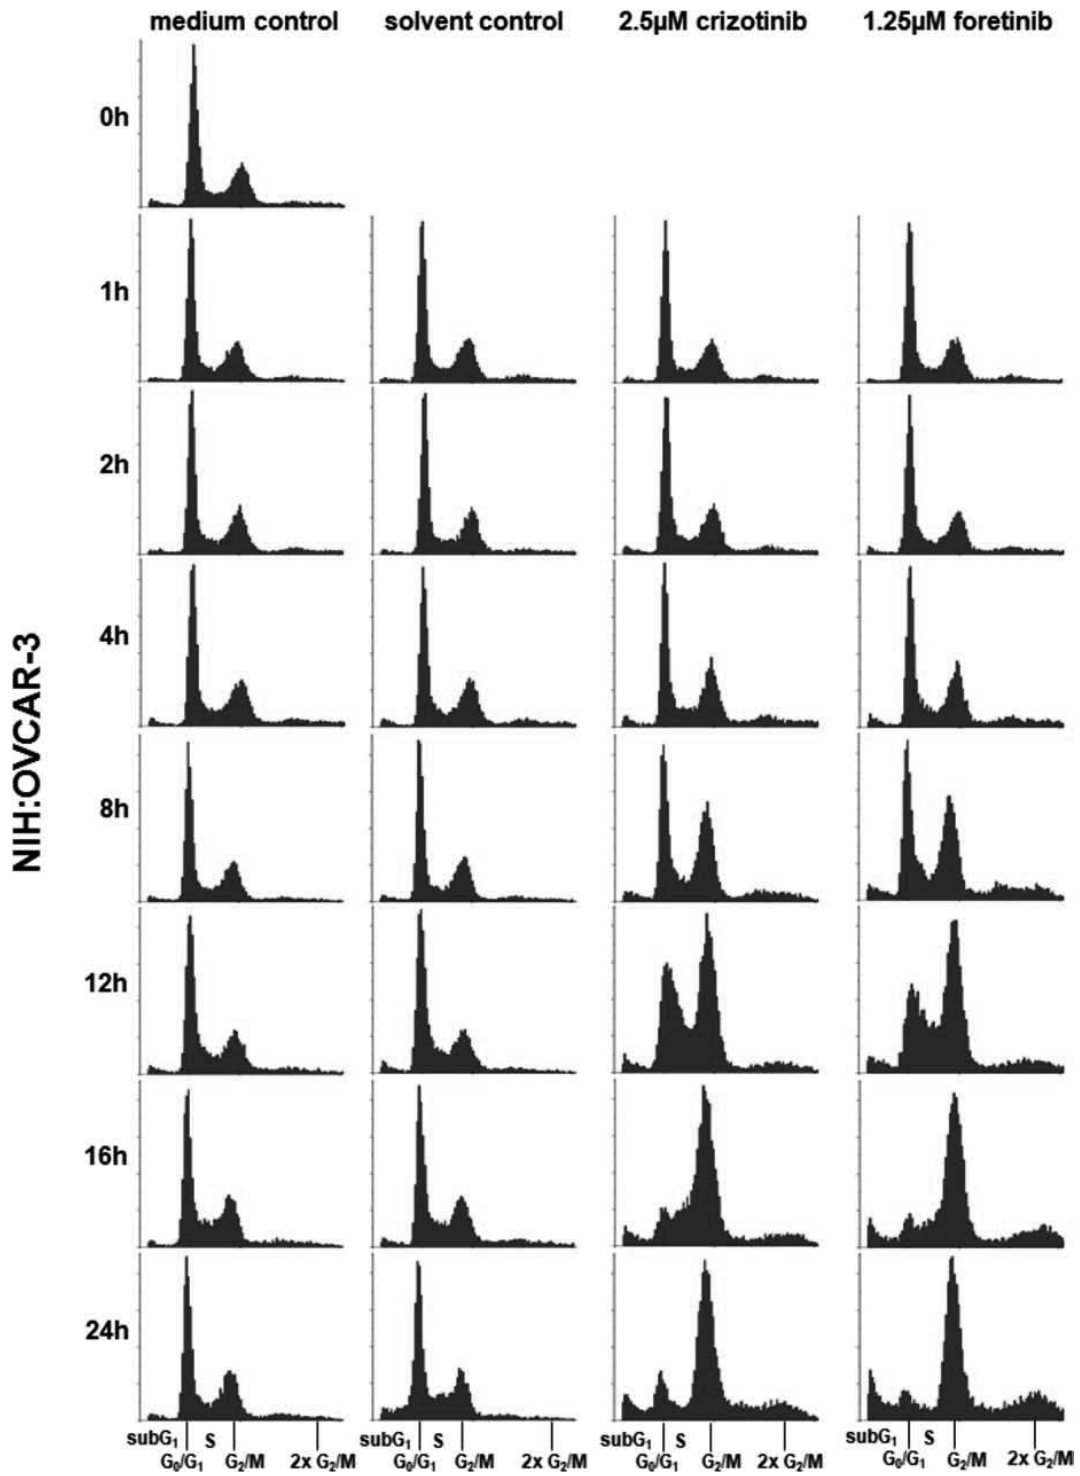 medium control solvent control 2.5µM crizotinib 1.25µM foretinib
0h
1h
2h
4h
NIH:OVCAR-3
8h
12h
16h
24h
subG₁ S subG₁ S subG₁ S subG₁ S
G₀/G₁ G₂/M 2x G₂/M G₀/G₁ G₂/M 2x G₂/M G₀/G₁ G₂/M 2x G₂/M G₀/G₁ G₂/M 2x G₂/M